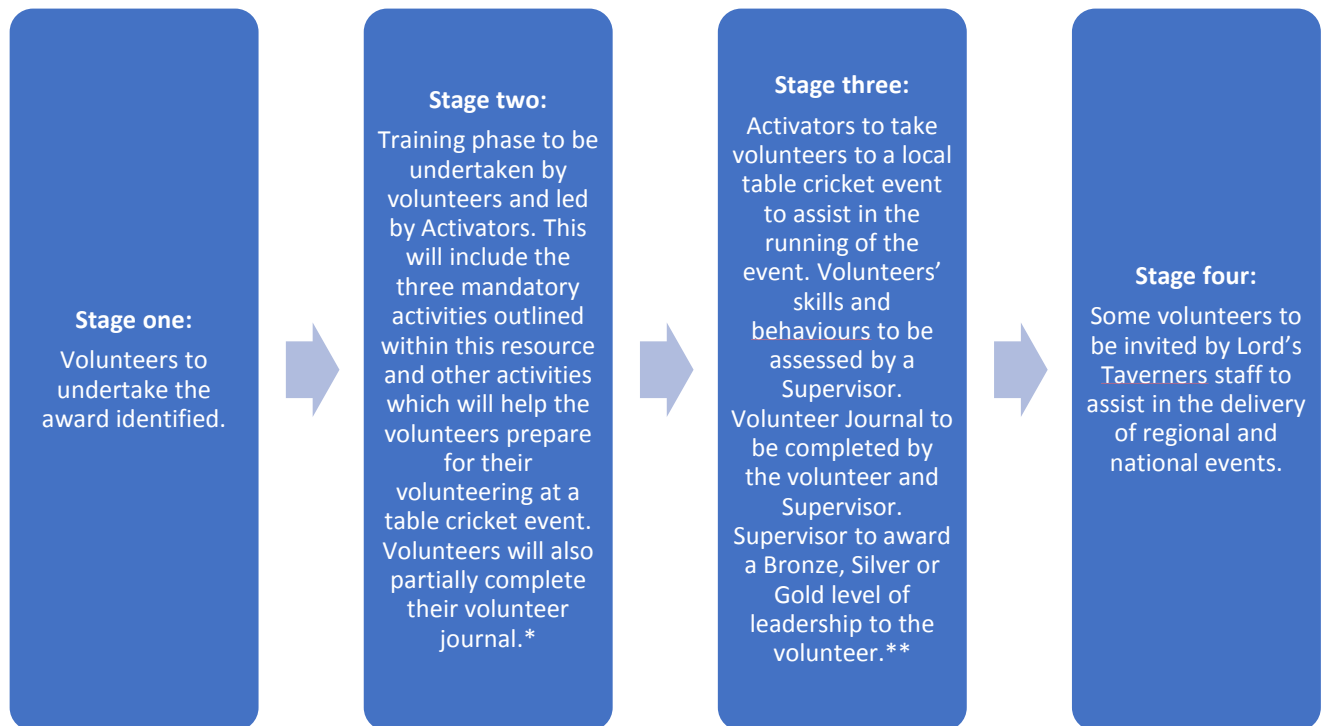 Stage one:
Volunteers to
undertake the
award identified.
Stage two:
Training phase to be
undertaken by
volunteers and led
by Activators. This
will include the
three mandatory
activities outlined
within this resource
and other activities
which will help the
volunteers prepare
for their
volunteering at a
table cricket event.
Volunteers will also
partially complete
their volunteer
journal.*
Stage three:
Activators to take
volunteers to a local
table cricket event
to assist in the
running of the
event. Volunteers’
skills and
behaviours to be
assessed by a
Supervisor.
Volunteer Journal to
be completed by
the volunteer and
Supervisor.
Supervisor to award
a Bronze, Silver or
Gold level of
leadership to the
volunteer.**
Stage four:
Some volunteers to
be invited by Lord’s
Taverners staff to
assist in the delivery
of regional and
national events.